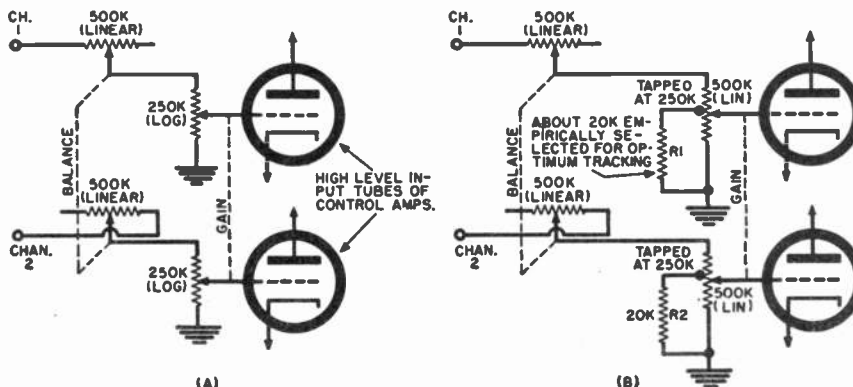 CH.
1
500K
(LINEAR)
250K
(LOG)
BALANCE
500K
(LINEAR)
GAIN
HIGH LEVEL IN-
PUT TUBES OF
CONTROL AMPS.
CHAN.
2
250K
(LOG)
(A)
CH.
1
500K
(LINEAR)
TAPPED
AT 250K
500K
(LIN)
ABOUT 20K EM-
PIRICALLY SE-
LECTED FOR OP-
TIMUM TRACKING
R1
BALANCE
500K
(LINEAR)
GAIN
CHAN.
2
TAPPED
AT 250K
500K
(LIN)
20K
R2
(B)